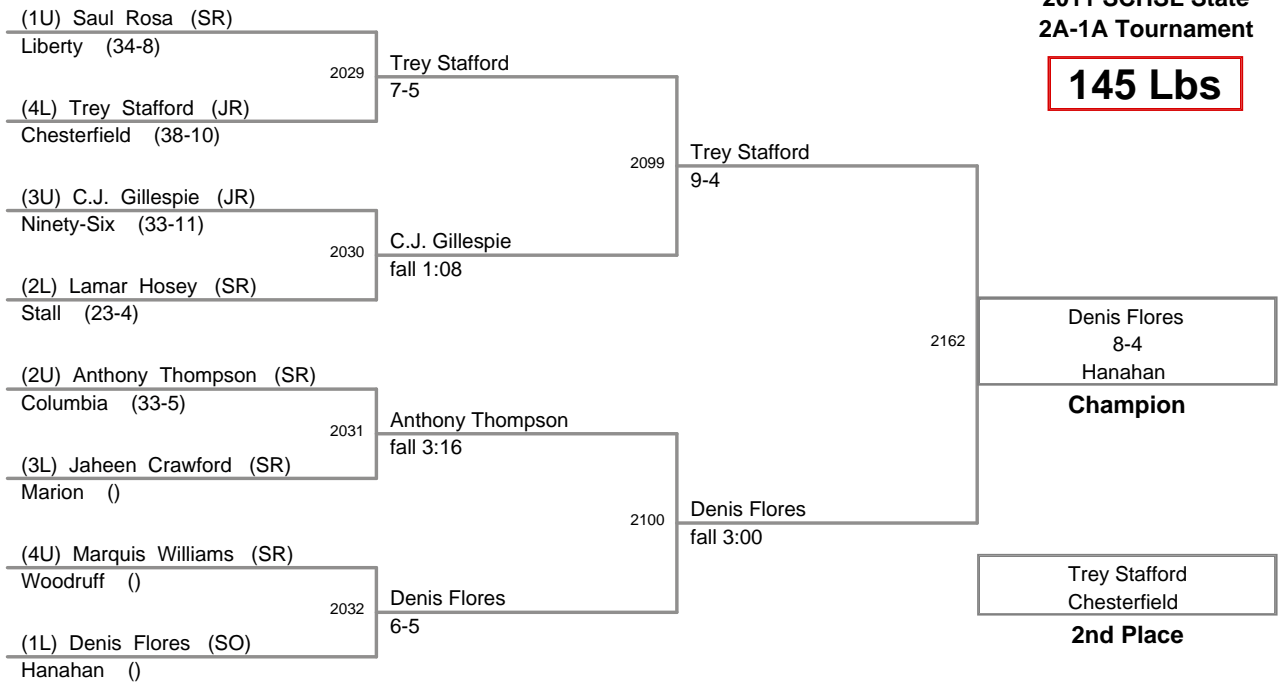 2011 SCHSL State
2A-1A Tournament
145 Lbs
(1U) Saul Rosa (SR)
Liberty (34-8)
2029
Trey Stafford
7-5
(4L) Trey Stafford (JR)
Chesterfield (38-10)
2099
Trey Stafford
9-4
(3U) C.J. Gillespie (JR)
Ninety-Six (33-11)
2030
C.J. Gillespie
fall 1:08
(2L) Lamar Hosey (SR)
Stall (23-4)
2162
Denis Flores
8-4
Hanahan
Champion
(2U) Anthony Thompson (SR)
Columbia (33-5)
2031
Anthony Thompson
fall 3:16
(3L) Jaheen Crawford (SR)
Marion ()
2100
Denis Flores
fall 3:00
(4U) Marquis Williams (SR)
Woodruff ()
2032
Denis Flores
6-5
(1L) Denis Flores (SO)
Hanahan ()
Trey Stafford
Chesterfield
2nd Place